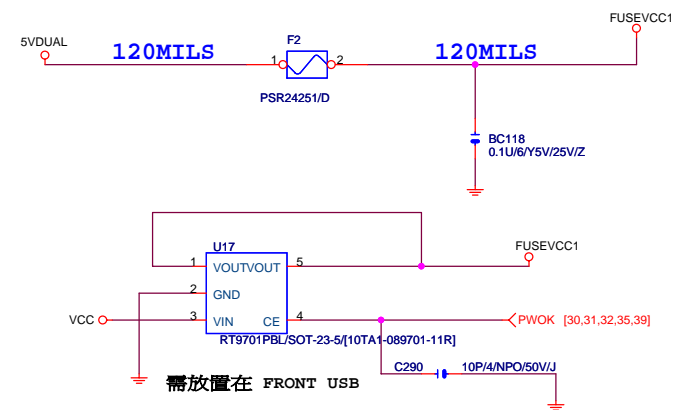 FUSEVCC1
5VDUAL
120MILS
F2
120MILS
1
2
PSR24251/D
BC118
0.1U/6/Y5V/25V/Z
U17
FUSEVCC1
1
VOUT
VOUT
5
2
GND
VCC
3
VIN
CE
4
PWOK [30,31,32,35,39]
RT9701PBL/SOT-23-5/[10TA1-089701-11R]
C290
10P/4/NPO/50V/J
需放置在 FRONT USB